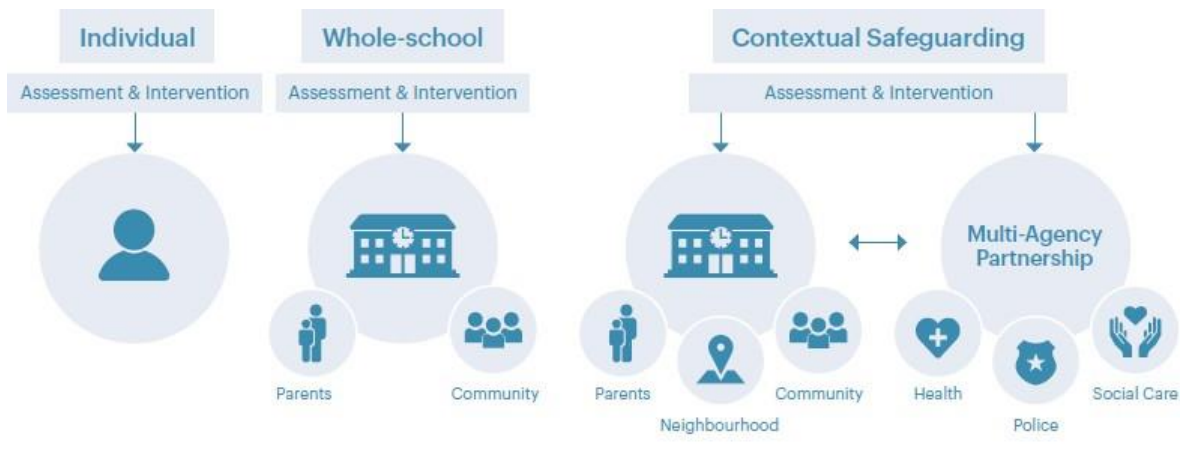 Individual
Whole-school
Contextual Safeguarding
Assessment & Intervention
Assessment & Intervention
Assessment & Intervention
Multi-Agency
Partnership
Parents
Community
Parents
Neighbourhood
Community
Health
Police
Social Care